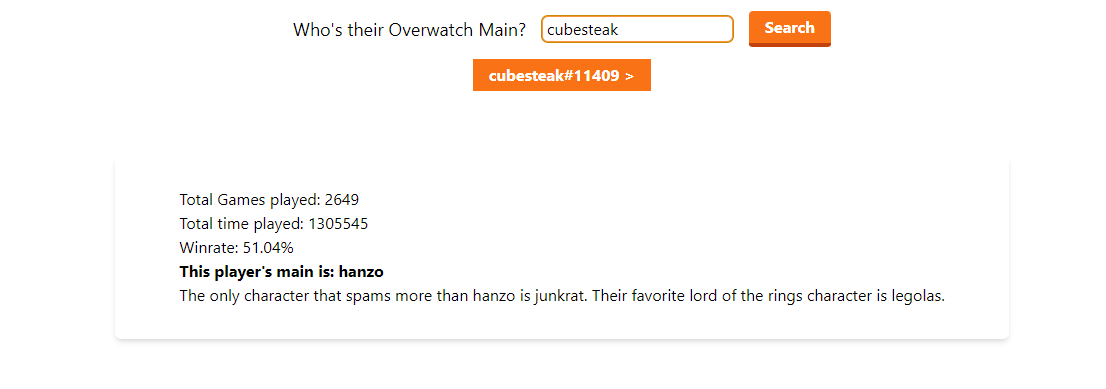 Who's their Overwatch Main? cubesteak Search
cubesteak#11409 >
Total Games played: 2649
Total time played: 1305545
Winrate: 51.04%
This player's main is: hanzo
The only character that spams more than hanzo is junkrat. Their favorite lord of the rings character is legolas.